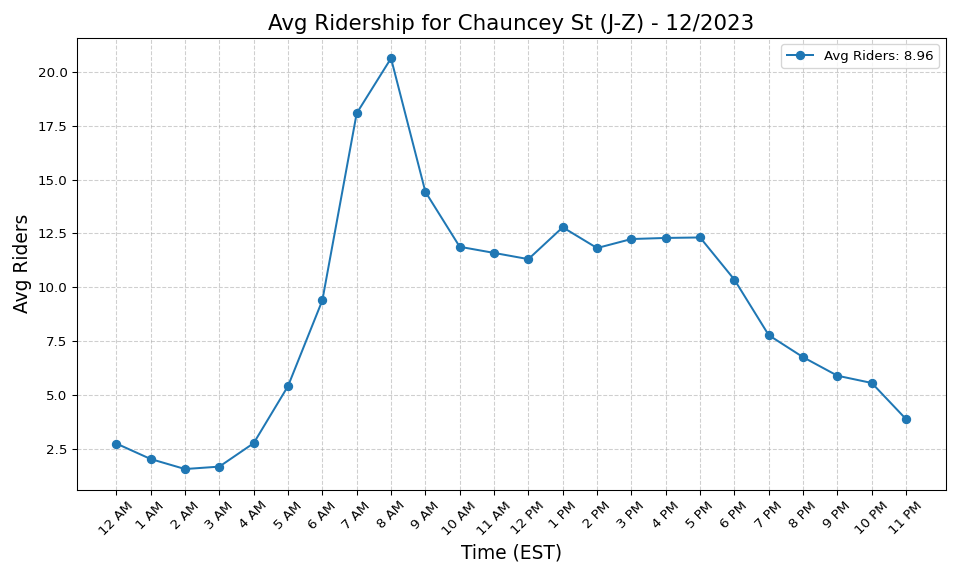 Avg Ridership for Chauncey St (J-Z) - 12/2023
Avg Riders: 8.96
Avg Riders
20.0
17.5
15.0
12.5
10.0
7.5
5.0
2.5
12 AM
1 AM
2 AM
3 AM
4 AM
5 AM
6 AM
7 AM
8 AM
9 AM
10 AM
11 AM
12 PM
1 PM
2 PM
3 PM
4 PM
5 PM
6 PM
7 PM
8 PM
9 PM
10 PM
11 PM
Time (EST)